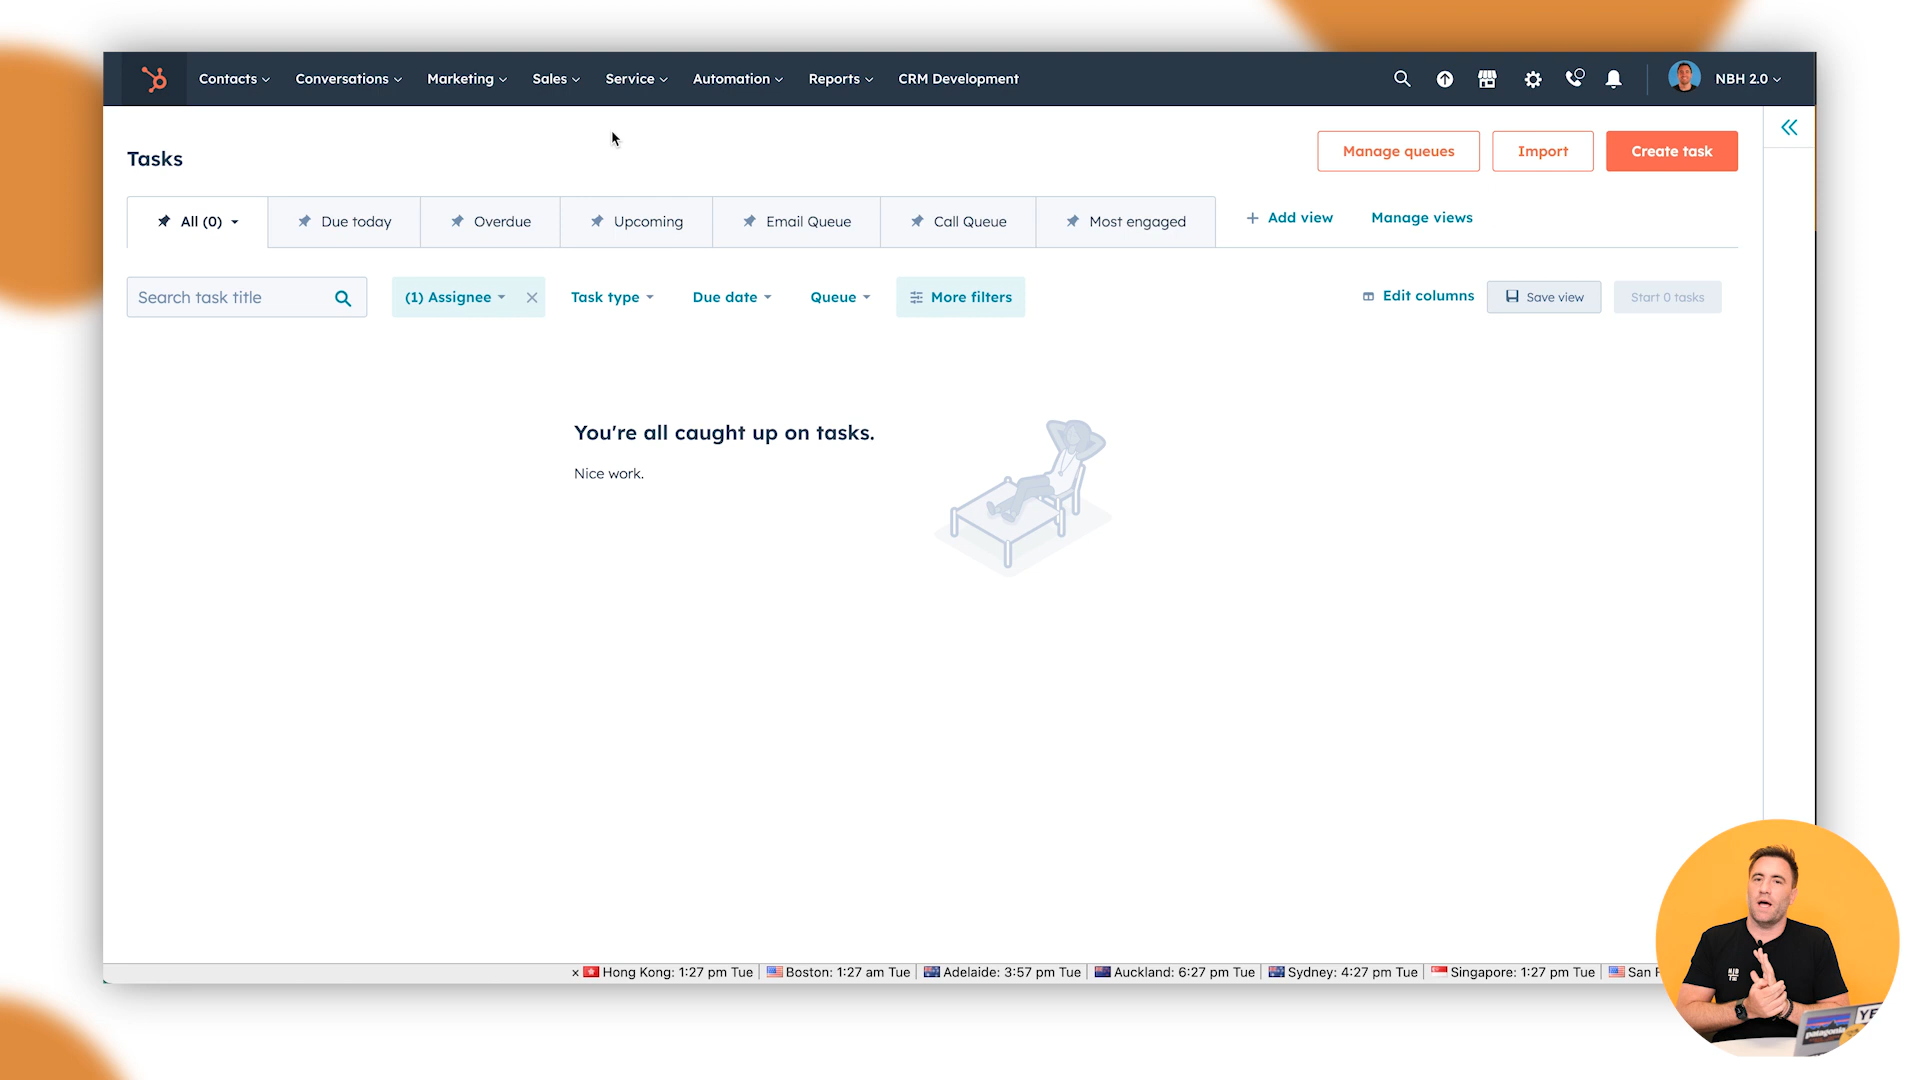 Contacts Conversations Marketing Sales Service Automation Reports CRM Development NBH 2.0
Tasks
Manage queues Import Create task
All (0) Due today Overdue Upcoming Email Queue Call Queue Most engaged + Add view Manage views
Search task title (1) Assignee Task type Due date Queue More filters Edit columns Save view Start 0 tasks
You're all caught up on tasks.
Nice work.
× Hong Kong: 1:27 pm Tue Boston: 1:27 am Tue Adelaide: 3:57 pm Tue Auckland: 6:27 pm Tue Sydney: 4:27 pm Tue Singapore: 1:27 pm Tue San F
patagonia
YE